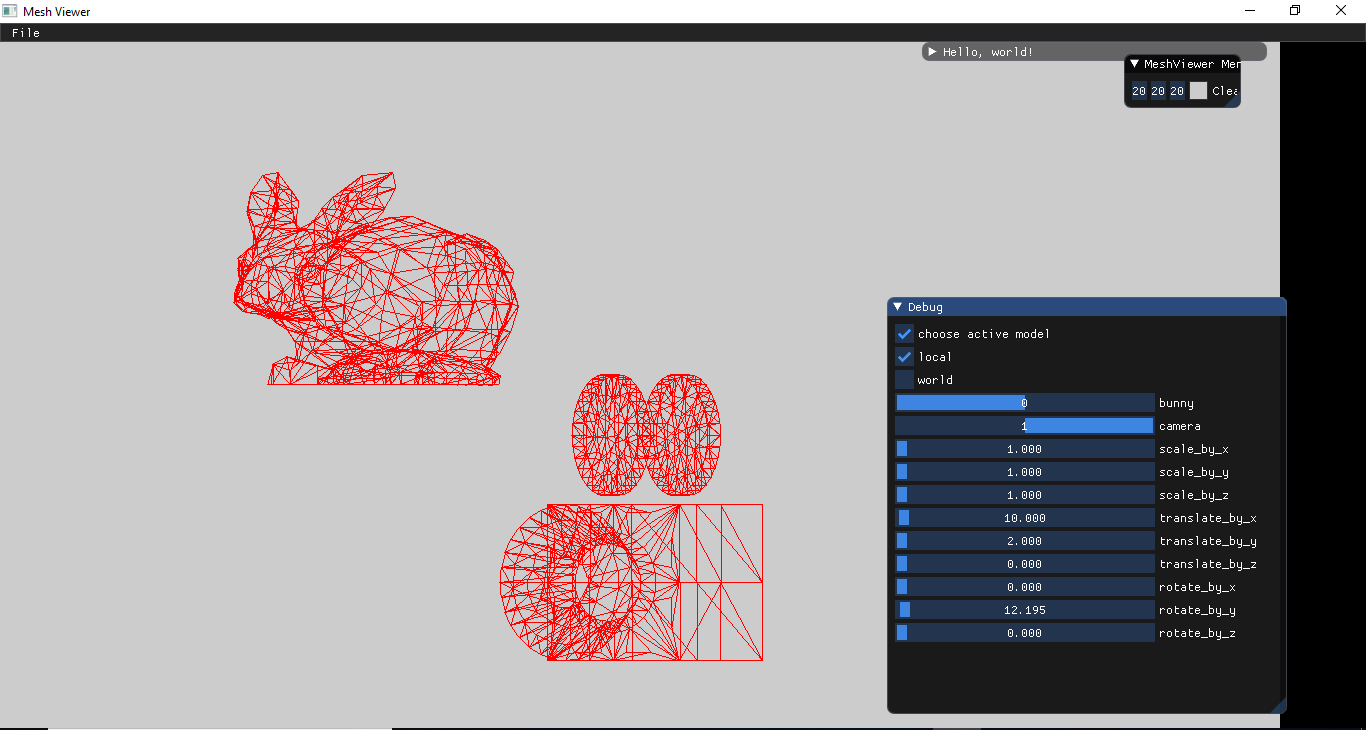 Mesh Viewer
File
Hello, world!
MeshViewer Mer
20 20 20 Clea
Debug
choose active model
local
world
0 bunny
1 camera
1.000 scale_by_x
1.000 scale_by_y
1.000 scale_by_z
10.000 translate_by_x
2.000 translate_by_y
0.000 translate_by_z
0.000 rotate_by_x
12.195 rotate_by_y
0.000 rotate_by_z